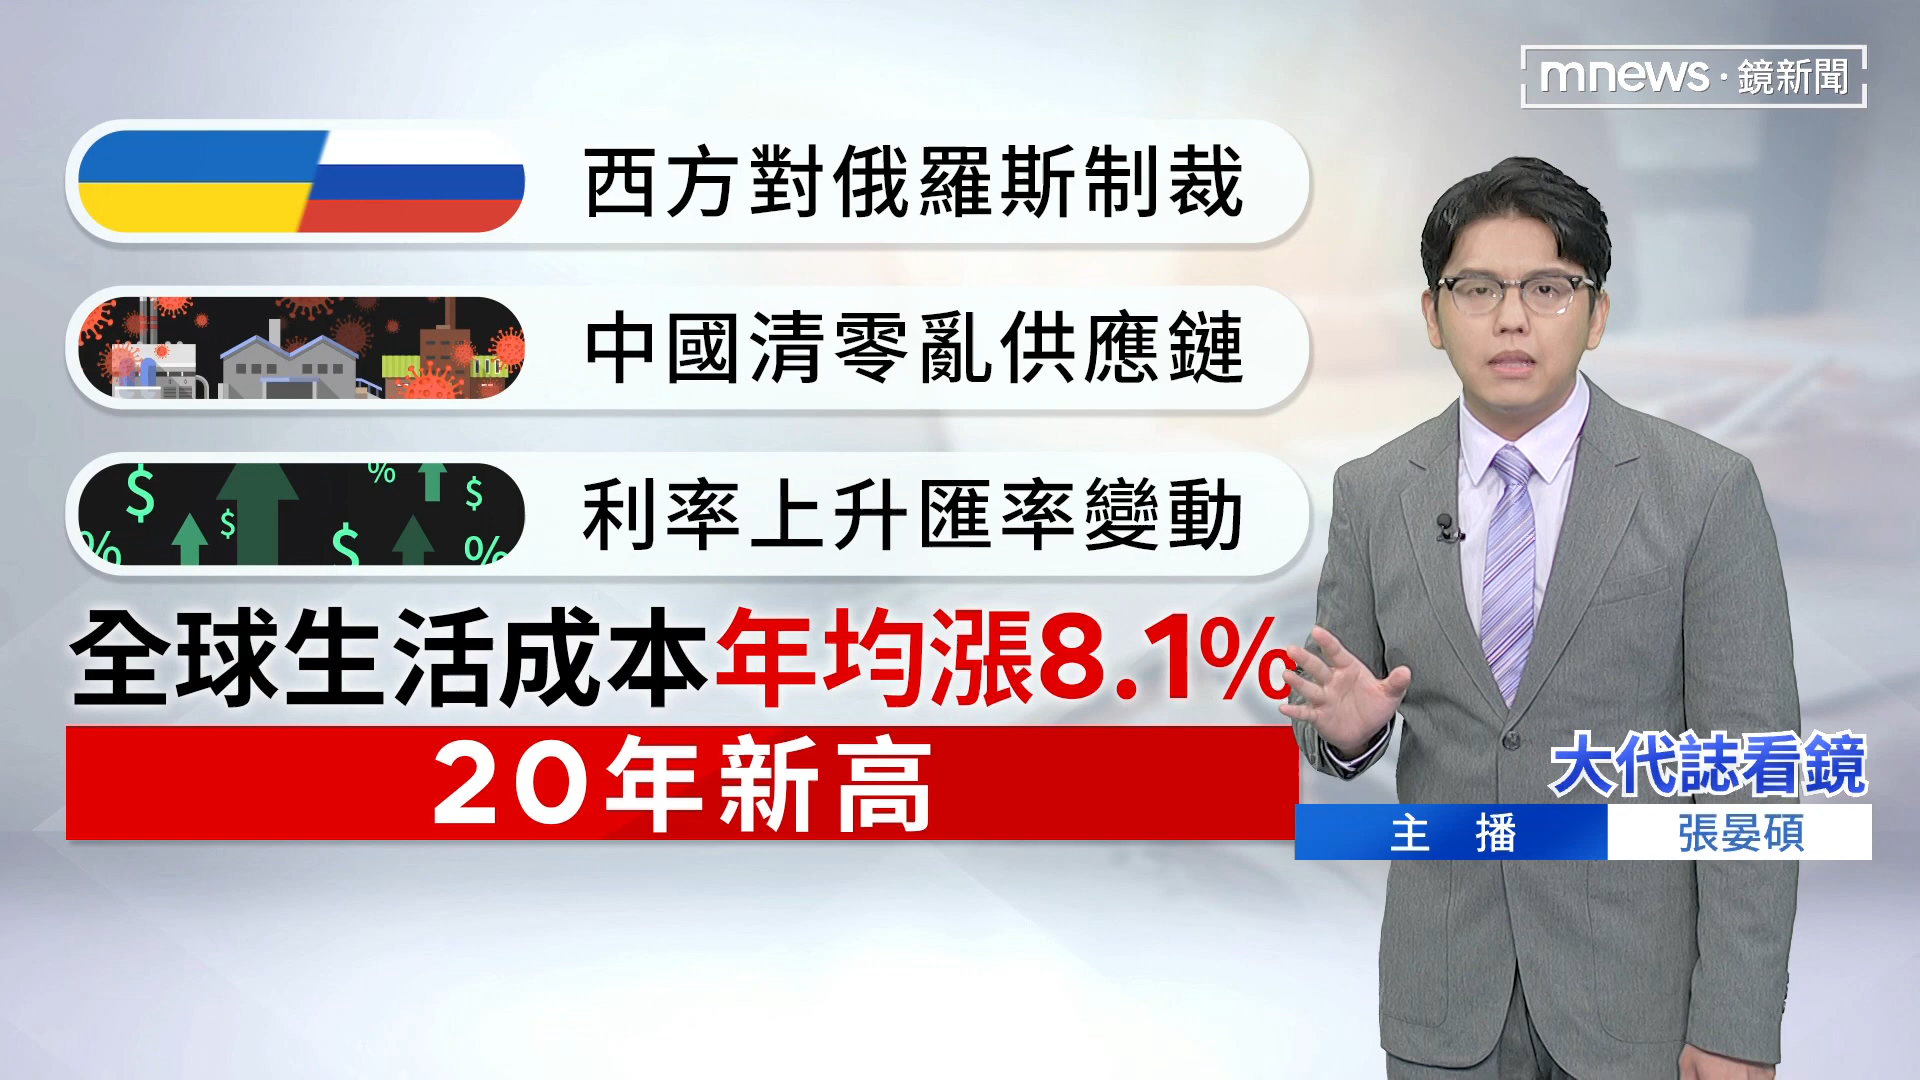 mnews·鏡新聞
西方對俄羅斯制裁
中國清零亂供應鏈
利率上升匯率變動
全球生活成本年均漲8.1%
20年新高
大代誌看鏡
主播 張晏碩